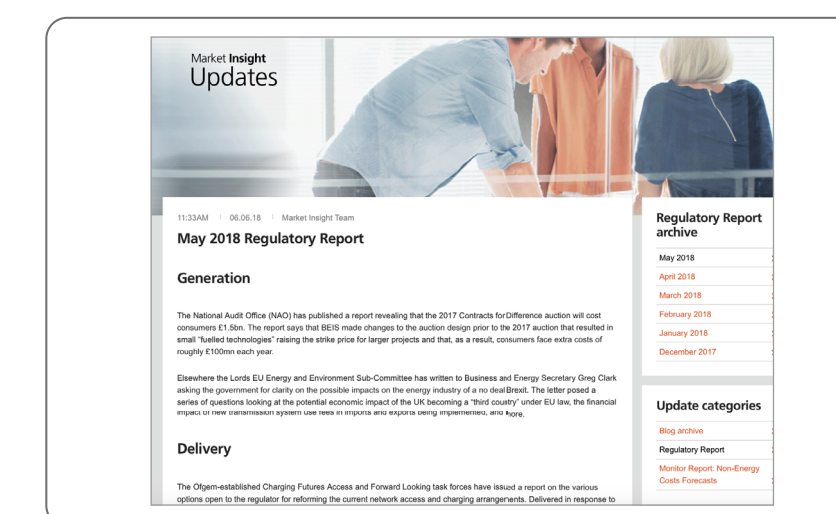 Market Insight
Updates
11:33AM
06.06.18
Market Insight Team
May 2018 Regulatory Report
Generation
The National Audit Office (NAO) has published a report revealing that the 2017 Contracts for Difference auction will cost
consumers £1.5bn. The report says that BEIS made changes to the auction design prior to the 2017 auction that resulted in
small “fuelled technologies” raising the strike price for larger projects and that, as a result, consumers face extra costs of
roughly £100mn each year.
Elsewhere the Lords EU Energy and Environment Sub-Committee has written to Business and Energy Secretary Greg Clark
asking the government for clarity on the possible impacts on the energy industry of a no deal Brexit. The letter posed a
series of questions looking at the potential economic impact of the UK becoming a “third country” under EU law, the financial
impact of new transmission system use fees in imports and exports being implemented, and more.
Delivery
The Ofgem-established Charging Futures Access and Forward Looking task forces have issued a report on the various
options open to the regulator for reforming the current network access and charging arrangements. Delivered in response to
Regulatory Report
archive
May 2018
April 2018
March 2018
February 2018
January 2018
December 2017
Update categories
Blog archive
Regulatory Report
Monitor Report: Non-Energy
Costs Forecasts